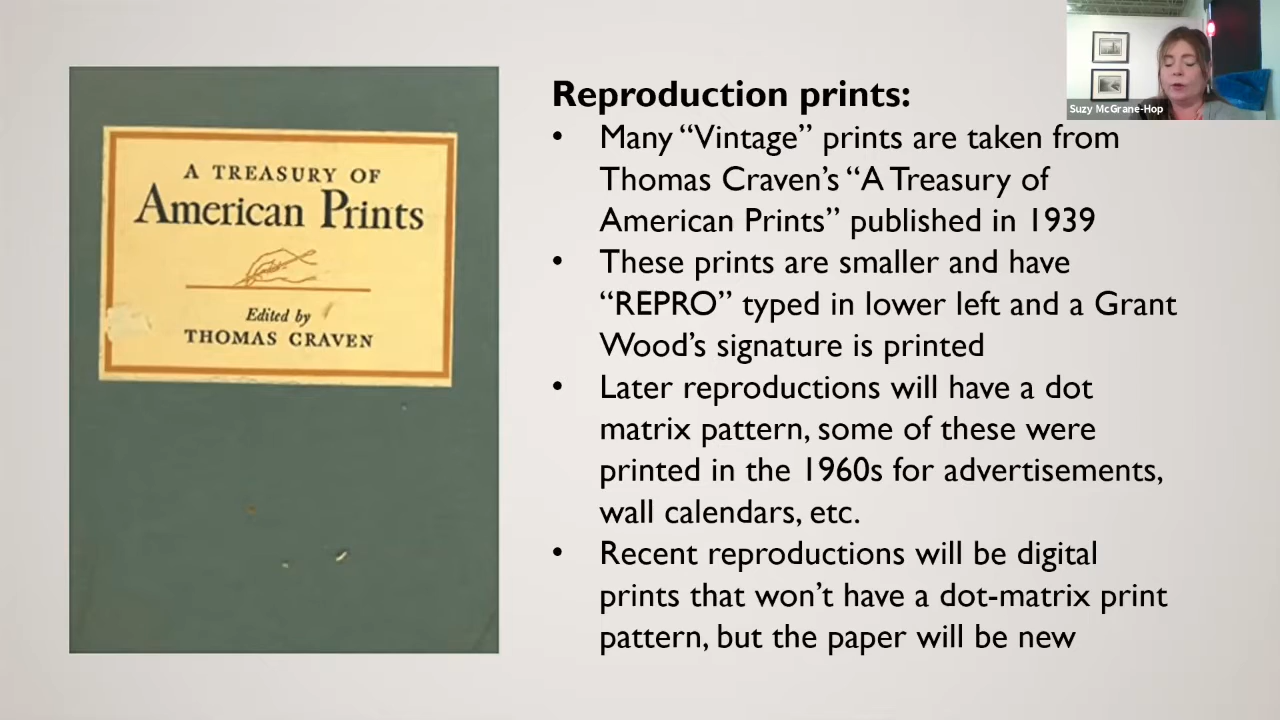 A TREASURY OF
American Prints
Edited by
THOMAS CRAVEN
Reproduction prints:
• Many “Vintage” prints are taken from
Thomas Craven’s “A Treasury of
American Prints” published in 1939
• These prints are smaller and have
“REPRO” typed in lower left and a Grant
Wood’s signature is printed
• Later reproductions will have a dot
matrix pattern, some of these were
printed in the 1960s for advertisements,
wall calendars, etc.
• Recent reproductions will be digital
prints that won’t have a dot-matrix print
pattern, but the paper will be new
Suzy McGrane-Hop